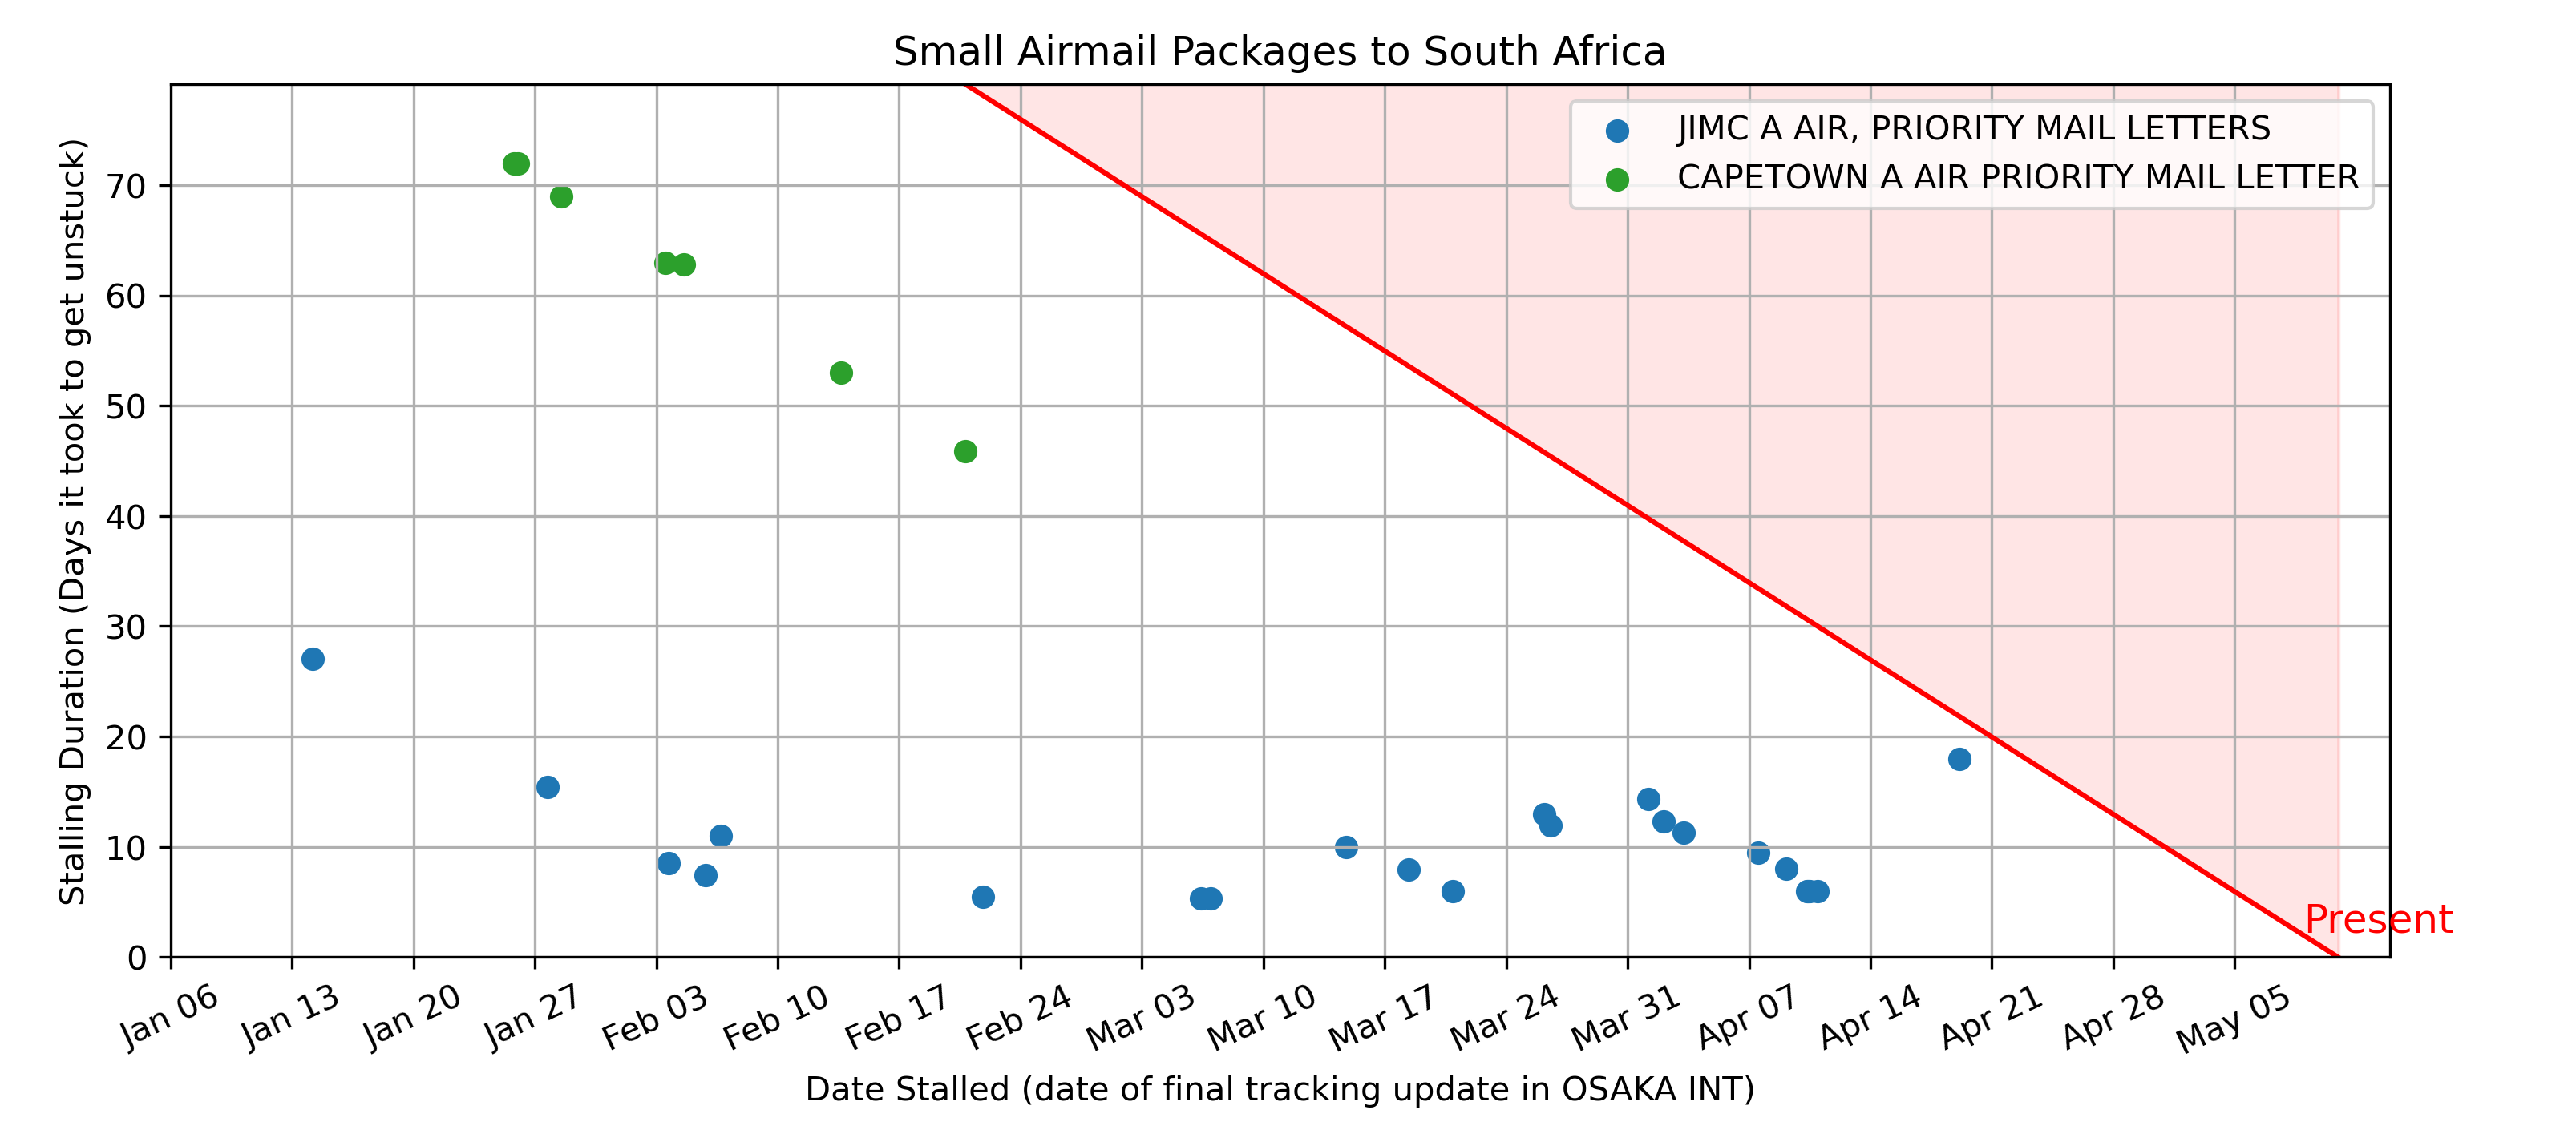 Small Airmail Packages to South Africa
JIMC A AIR, PRIORITY MAIL LETTERS
CAPETOWN A AIR PRIORITY MAIL LETTER
Stalling Duration (Days it took to get unstuck)
70
60
50
40
30
20
10
0
Present
Jan 06
Jan 13
Jan 20
Jan 27
Feb 03
Feb 10
Feb 17
Feb 24
Mar 03
Mar 10
Mar 17
Mar 24
Mar 31
Apr 07
Apr 14
Apr 21
Apr 28
May 05
Date Stalled (date of final tracking update in OSAKA INT)